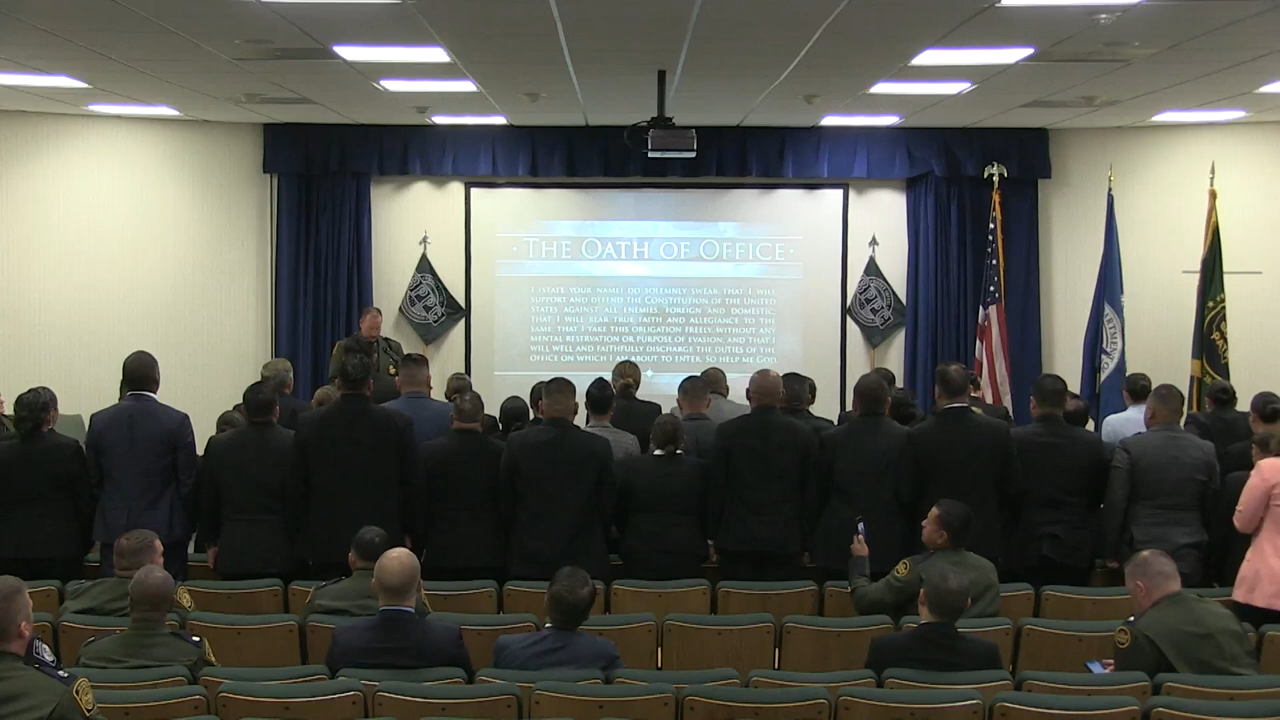 · THE OATH OF OFFICE ·
I (STATE YOUR NAME) DO SOLEMNLY SWEAR THAT I WILL
SUPPORT AND DEFEND THE CONSTITUTION OF THE UNITED
STATES AGAINST ALL ENEMIES, FOREIGN AND DOMESTIC;
THAT I WILL BEAR TRUE FAITH AND ALLEGIANCE TO THE
SAME; THAT I TAKE THIS OBLIGATION FREELY, WITHOUT ANY
MENTAL RESERVATION OR PURPOSE OF EVASION; AND THAT I
WILL WELL AND FAITHFULLY DISCHARGE THE DUTIES OF THE
OFFICE ON WHICH I AM ABOUT TO ENTER. SO HELP ME GOD.